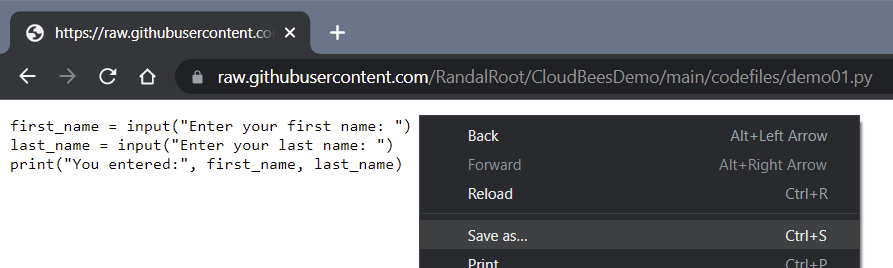 https://raw.githubusercontent.co
raw.githubusercontent.com/RandalRoot/CloudBeesDemo/main/codefiles/demo01.py
first_name = input("Enter your first name: ")
last_name = input("Enter your last name: ")
print("You entered:", first_name, last_name)
Back Alt+Left Arrow
Forward Alt+Right Arrow
Reload Ctrl+R
Save as... Ctrl+S
Print... Ctrl+P